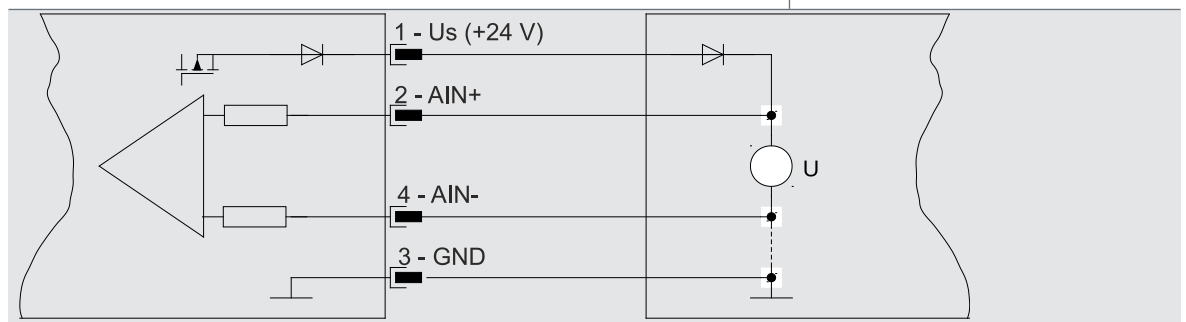 1 - Us (+24 V)
2 - AIN+
U
4 - AIN-
3 - GND